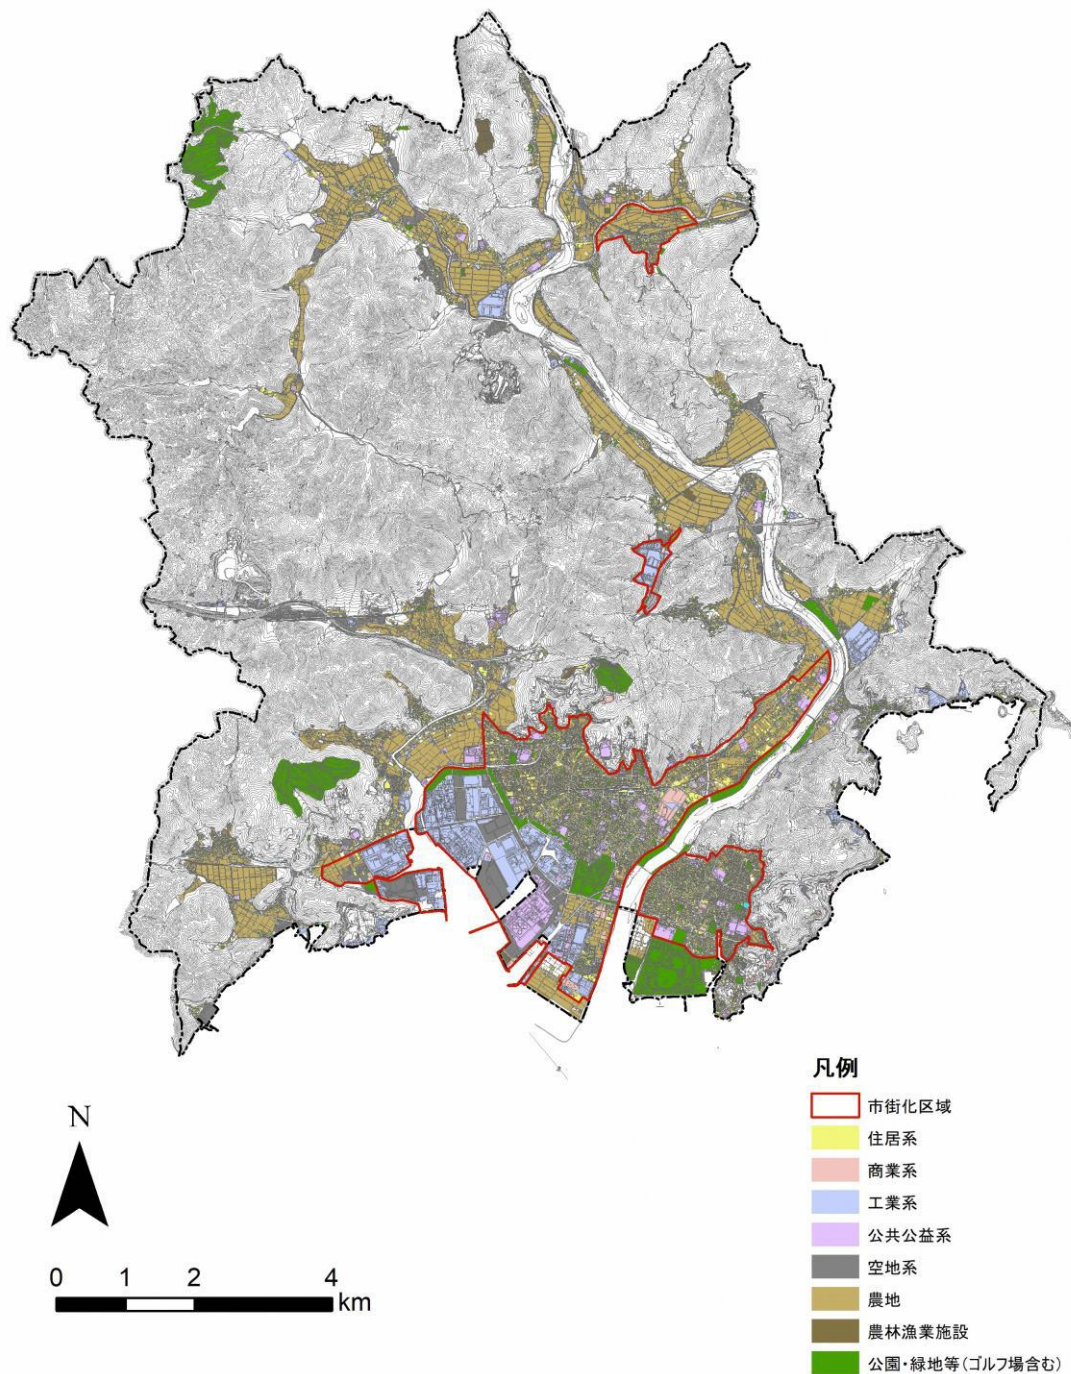 凡例
市街化区域
住居系
商業系
工業系
公共公益系
空地系
農地
農林漁業施設
公園・緑地等(ゴルフ場含む)
N
0 1 2 4
km